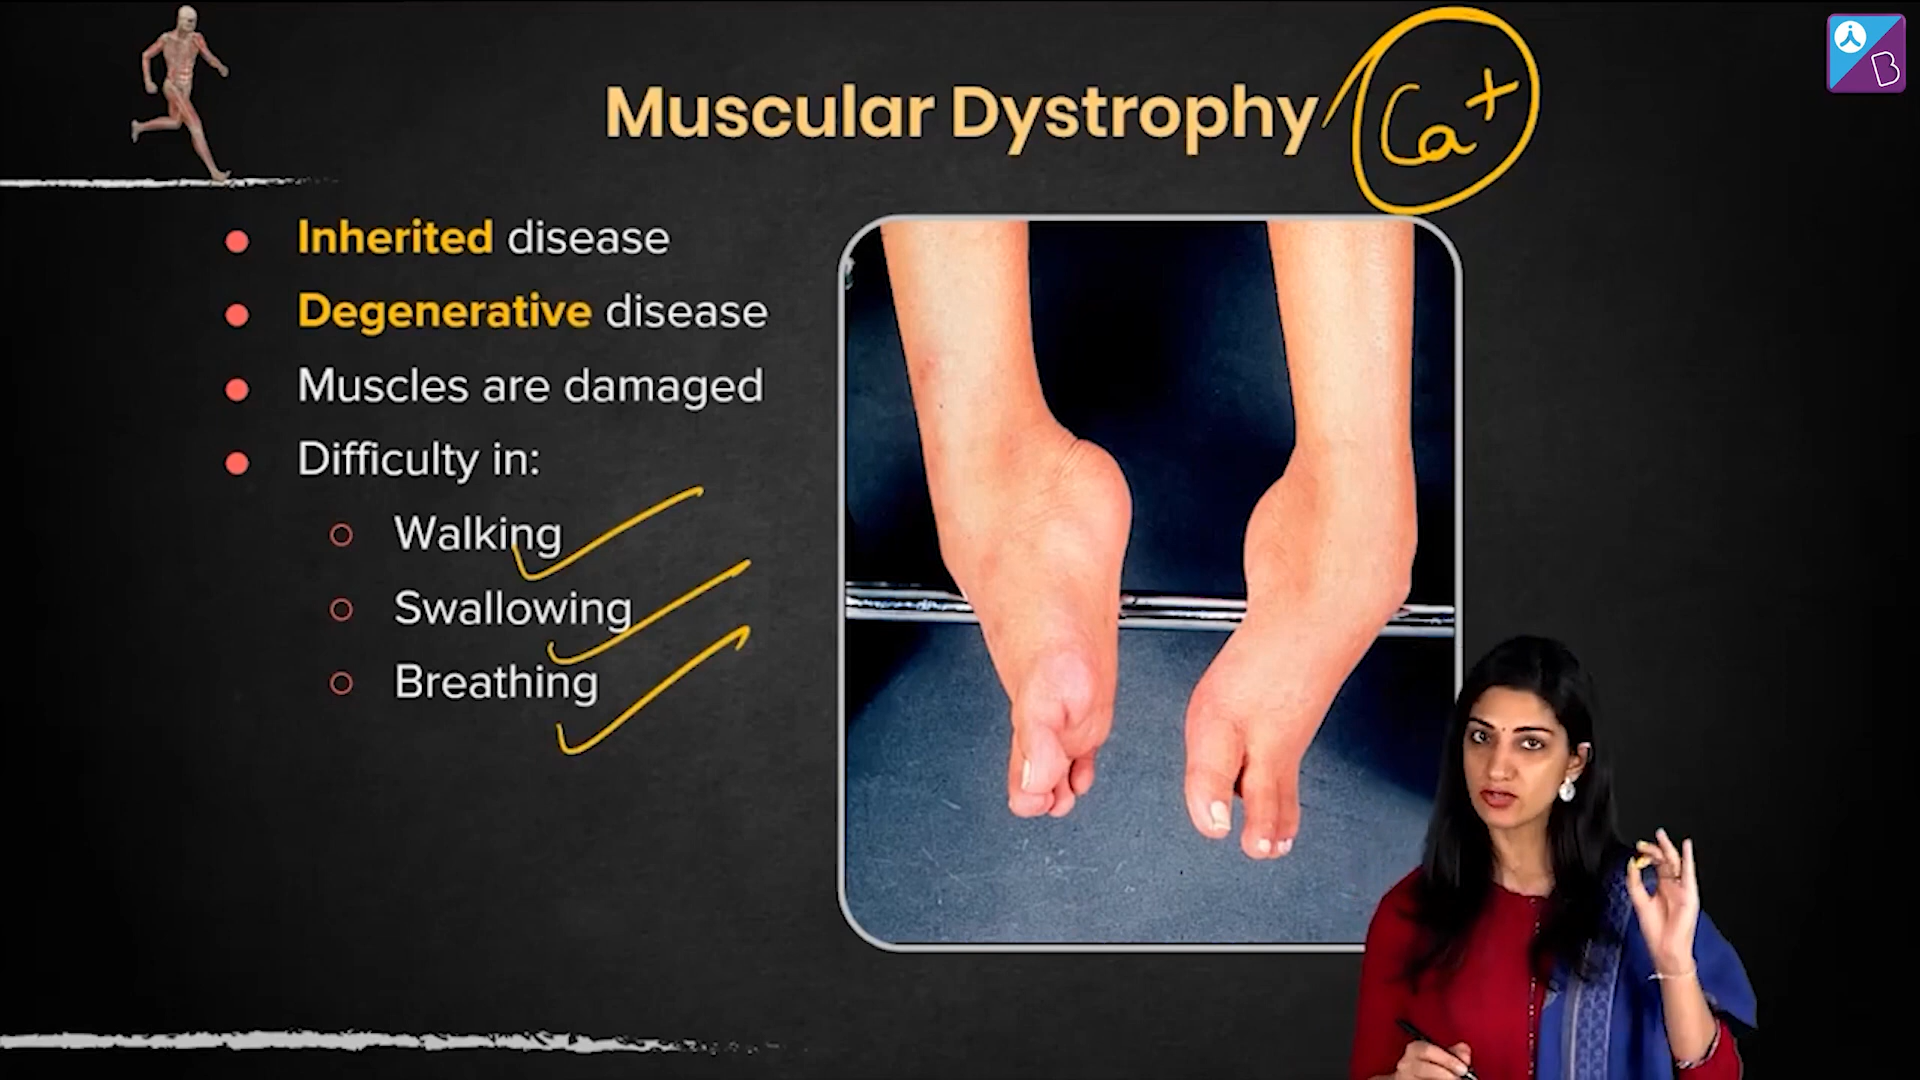 Muscular Dystrophy
Ca+
Inherited disease
Degenerative disease
Muscles are damaged
Difficulty in:
Walking
Swallowing
Breathing
B